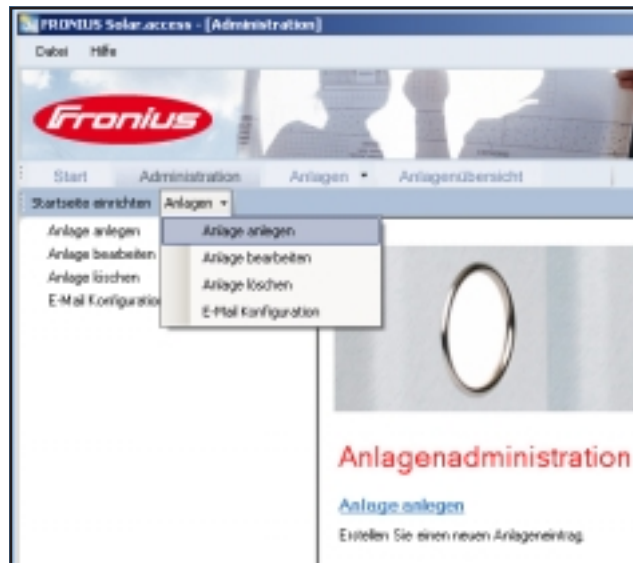 FRONIUS Solar.access - [Administration]
Datei Hilfe
Fronius
Start Administration Anlagen Anlagenübersicht
Startseite einrichten Anlagen
Anlage anlegen
Anlage bearbeiten
Anlage löschen
E-Mail Konfiguration
Anlage anlegen
Anlage bearbeiten
Anlage löschen
E-Mail Konfiguration
Anlagenadministration
Anlage anlegen
Erstellen Sie einen neuen Anlageneintrag.